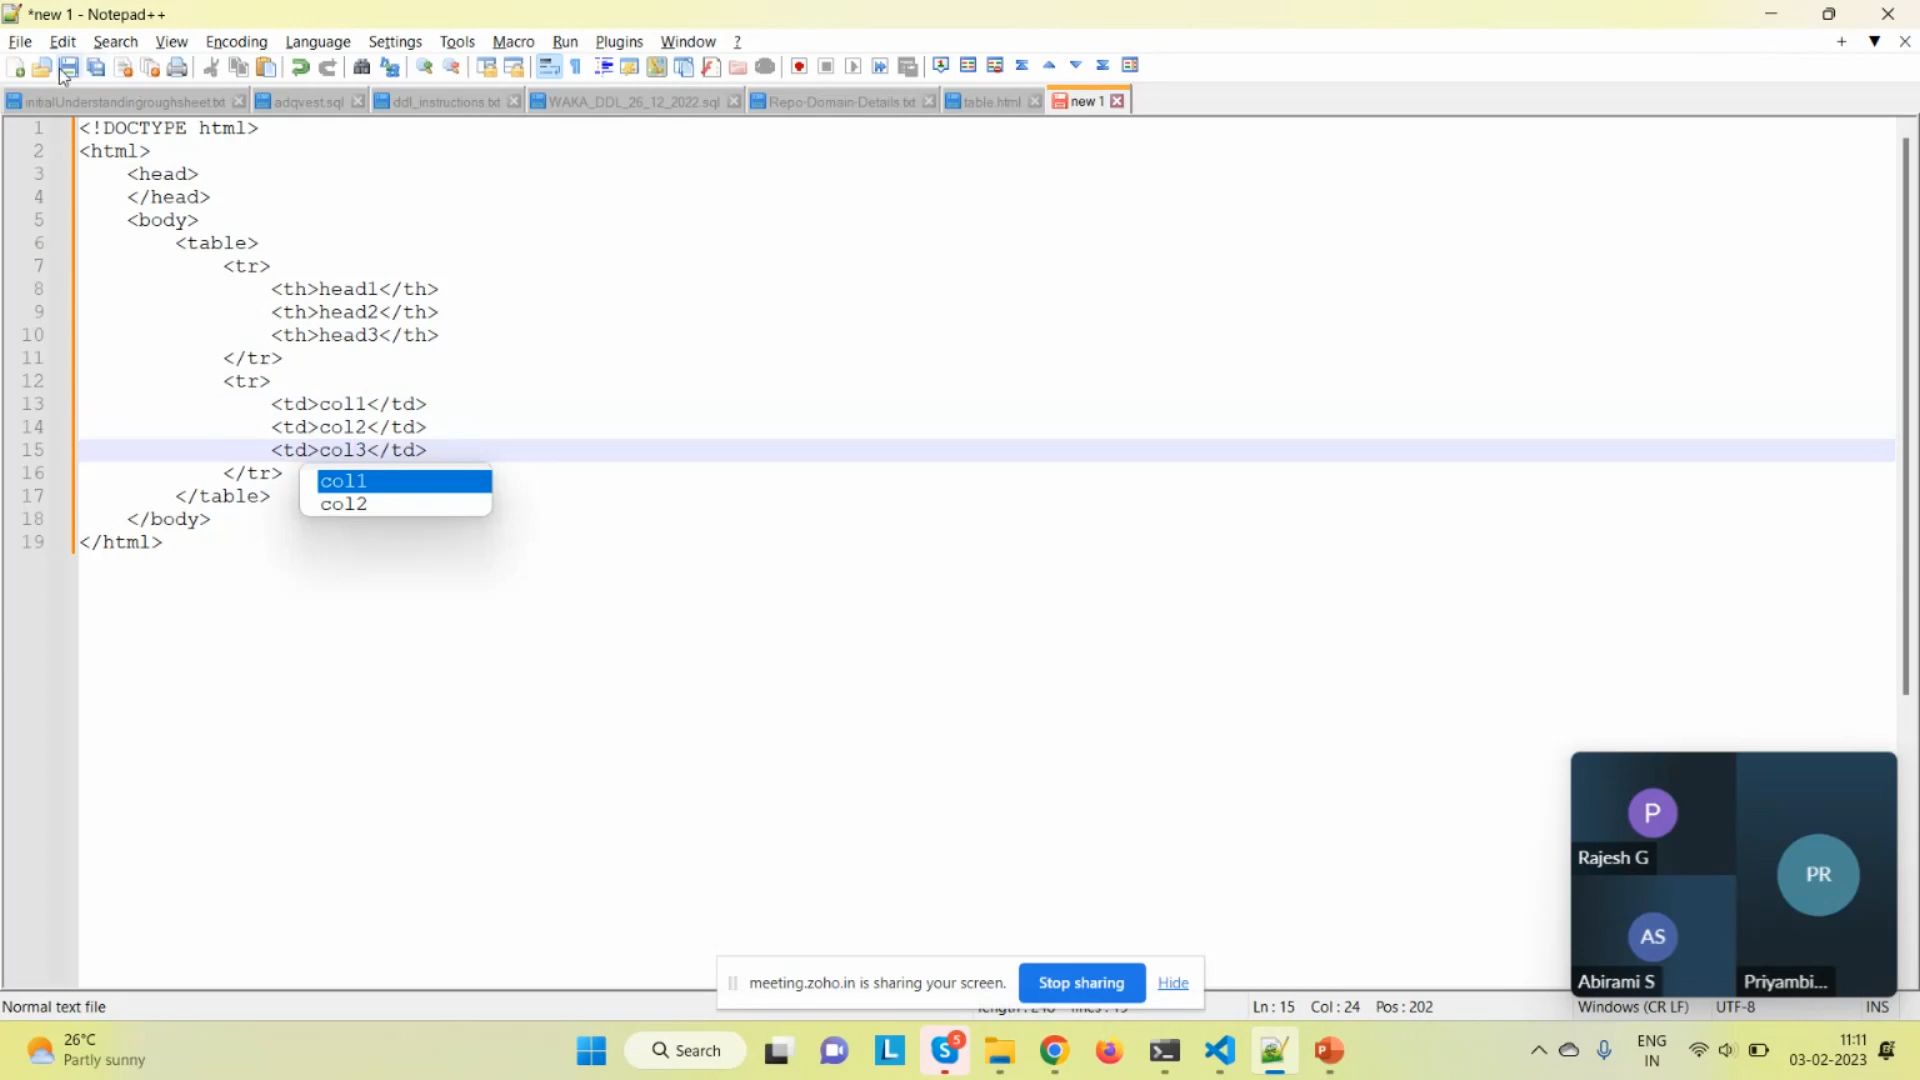 *new 1 - Notepad++
File Edit Search View Encoding Language Settings Tools Macro Run Plugins Window ?
initialUnderstandingroughsheet.txt adqvest.sql ddl_instructions.txt WAKA_DDL_26_12_2022.sql Repo-Domain-Details.txt table.html new 1
1 <!DOCTYPE html>
2 <html>
3 <head>
4 </head>
5 <body>
6 <table>
7 <tr>
8 <th>head1</th>
9 <th>head2</th>
10 <th>head3</th>
11 </tr>
12 <tr>
13 <td>col1</td>
14 <td>col2</td>
15 <td>col3</td>
16 </tr>
col1
17 </table>
col2
18 </body>
19 </html>
P
Rajesh G
PR
AS
Abirami S
Priyambi...
meeting.zoho.in is sharing your screen. Stop sharing Hide
Normal text file Ln : 15 Col : 24 Pos : 202 Windows (CR LF) UTF-8 INS
26°C
Partly sunny
Search
L
S 5
ENG
IN
11:11
03-02-2023